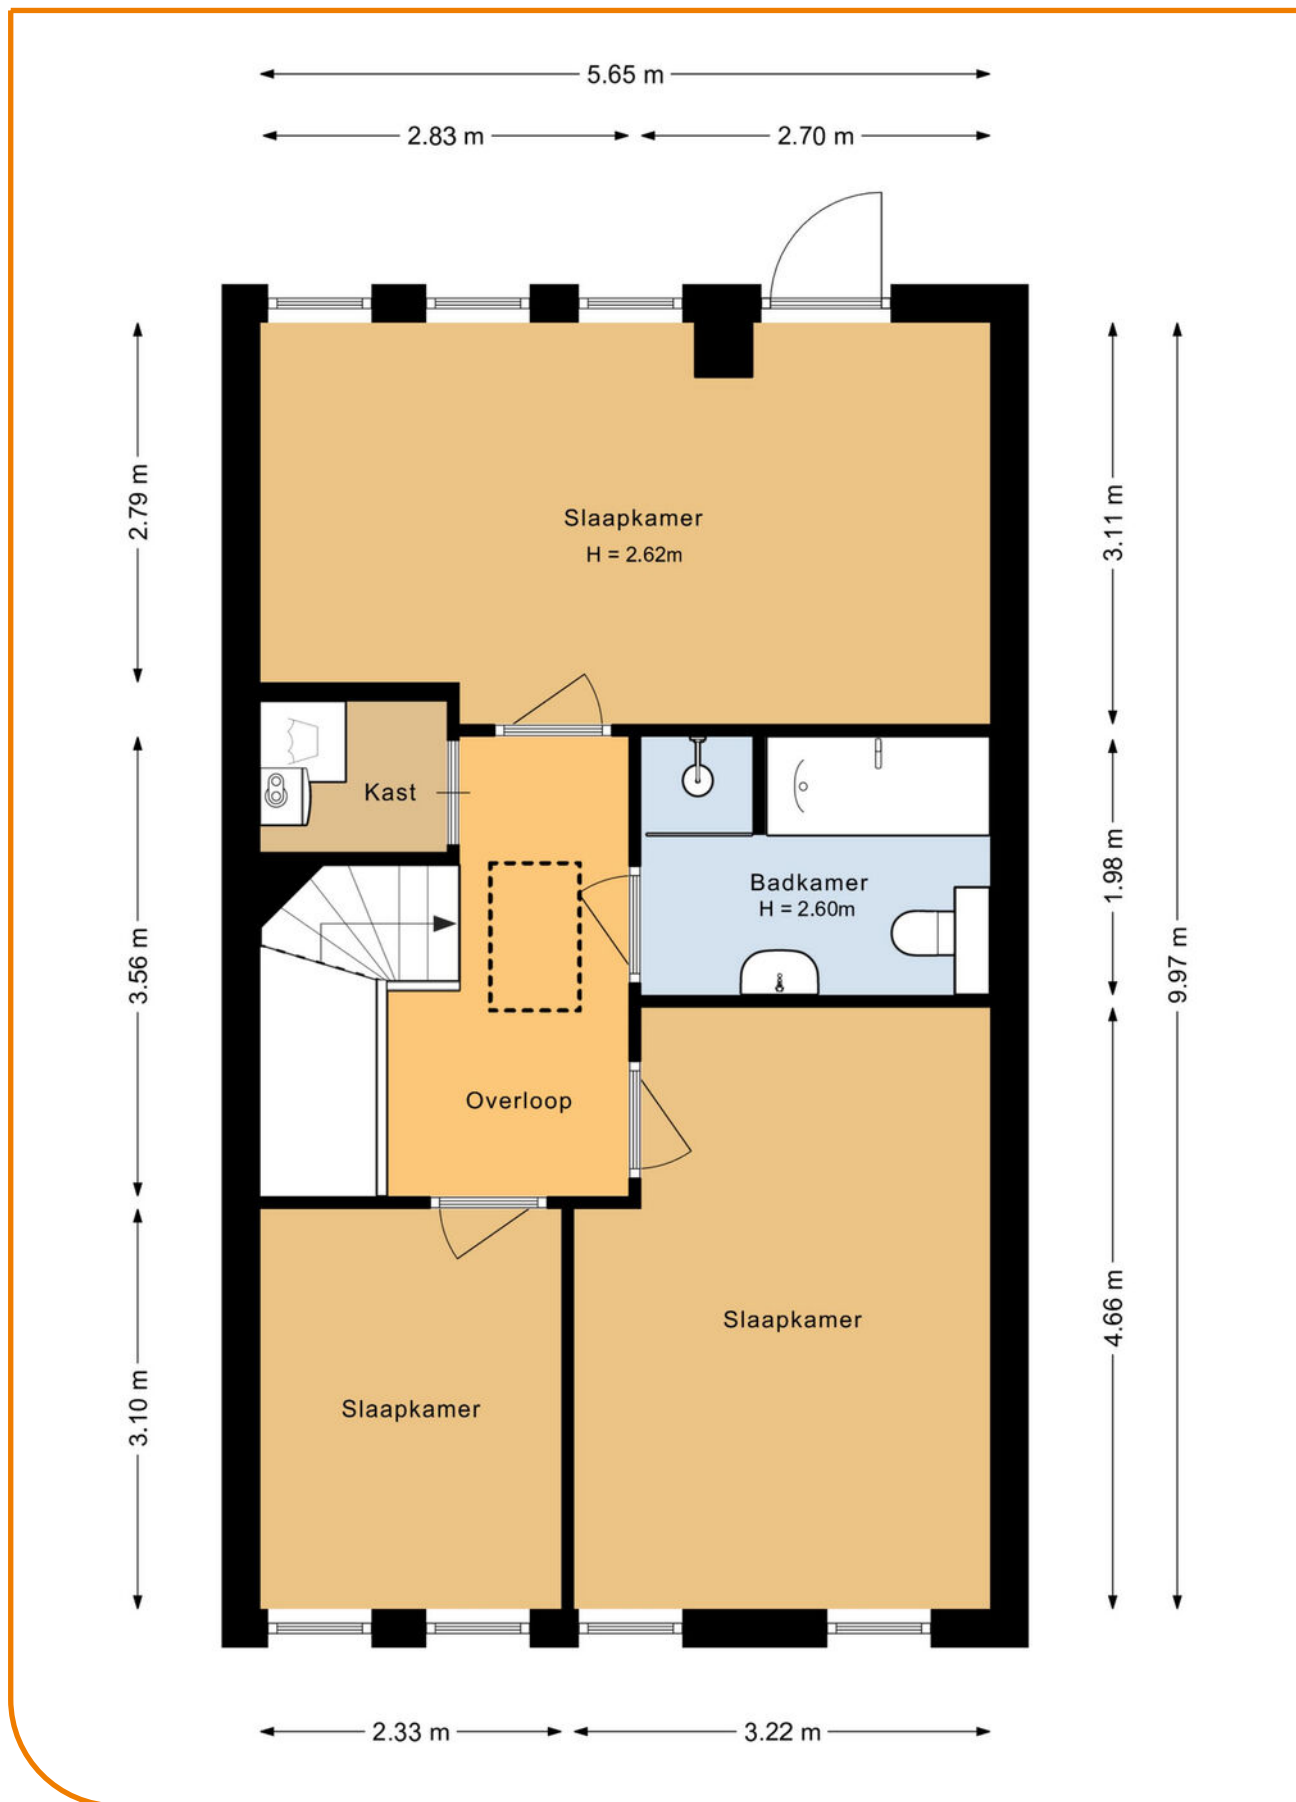 5.65 m
2.83 m
2.70 m
2.79 m
3.11 m
Slaapkamer
H = 2.62m
Kast
Badkamer
H = 2.60m
1.98 m
3.56 m
9.97 m
Overloop
4.66 m
Slaapkamer
3.10 m
Slaapkamer
2.33 m
3.22 m